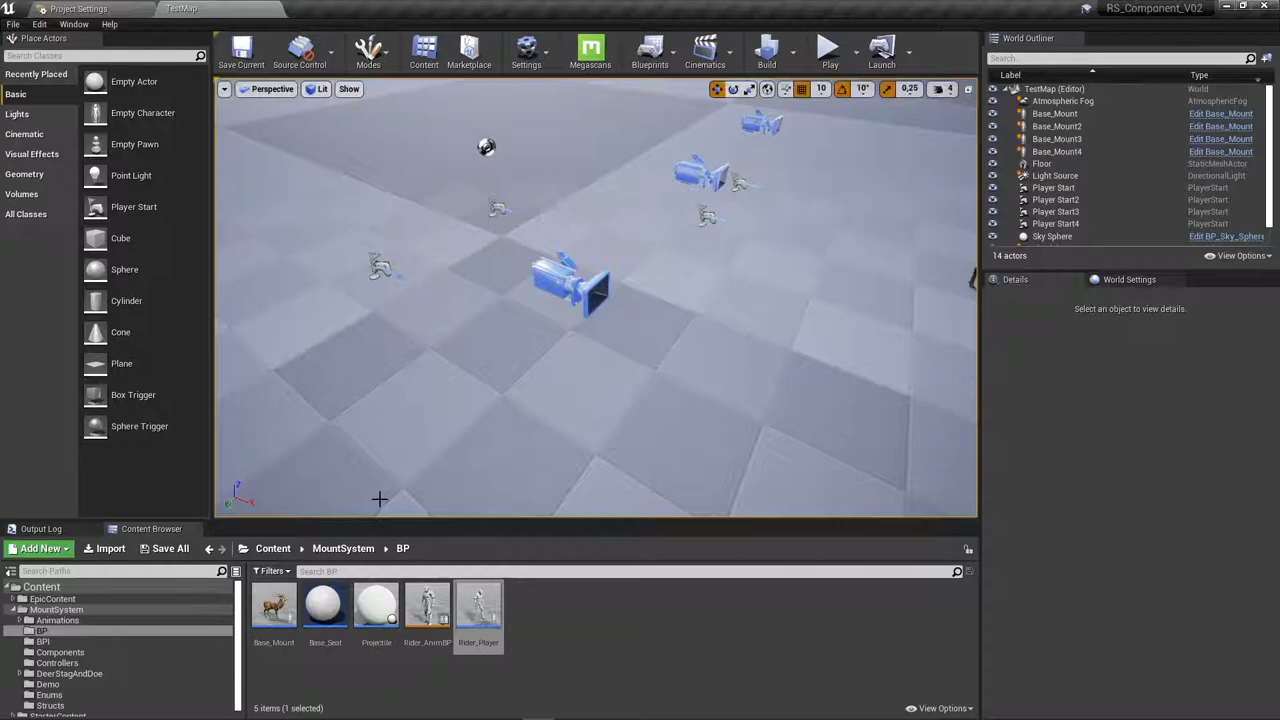 Project Settings
TestMap
RS_Component_V02
File Edit Window Help
Place Actors
Search Classes
Recently Placed
Basic
Lights
Cinematic
Visual Effects
Geometry
Volumes
All Classes
Empty Actor
Empty Character
Empty Pawn
Point Light
Player Start
Cube
Sphere
Cylinder
Cone
Plane
Box Trigger
Sphere Trigger
Save Current
Source Control
Modes
Content
Marketplace
Settings
Megascans
Blueprints
Cinematics
Build
Play
Launch
Perspective
Lit
Show
10
10°
0,25
4
World Outliner
Search...
Label Type
TestMap (Editor) World
Atmospheric Fog AtmosphericFog
Base_Mount Edit Base_Mount
Base_Mount2 Edit Base_Mount
Base_Mount3 Edit Base_Mount
Base_Mount4 Edit Base_Mount
Floor StaticMeshActor
Light Source DirectionalLight
Player Start PlayerStart
Player Start2 PlayerStart
Player Start3 PlayerStart
Player Start4 PlayerStart
Sky Sphere Edit BP_Sky_Sphere
14 actors View Options
Details World Settings
Select an object to view details.
Output Log
Content Browser
Add New
Import
Save All
Content MountSystem BP
Search Paths
Filters
Search BP
Content
EpicContent
MountSystem
Animations
BP
BPI
Components
Controllers
DeerStagAndDoe
Demo
Enums
Structs
StarterContent
Base_Mount
Base_Seat
Projectile
Rider_AnimBP
Rider_Player
5 items (1 selected)
View Options